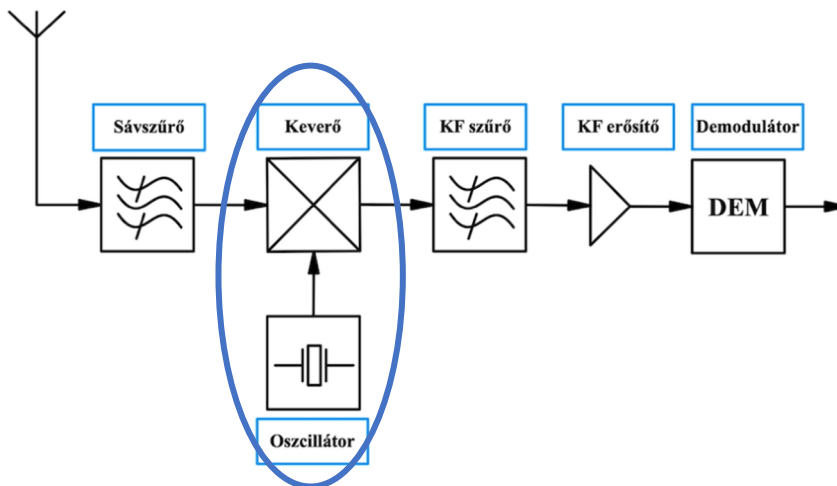 Sávszűrő
Keverő
KF szűrő
KF erősítő
Demodulátor
DEM
Oszcillátor